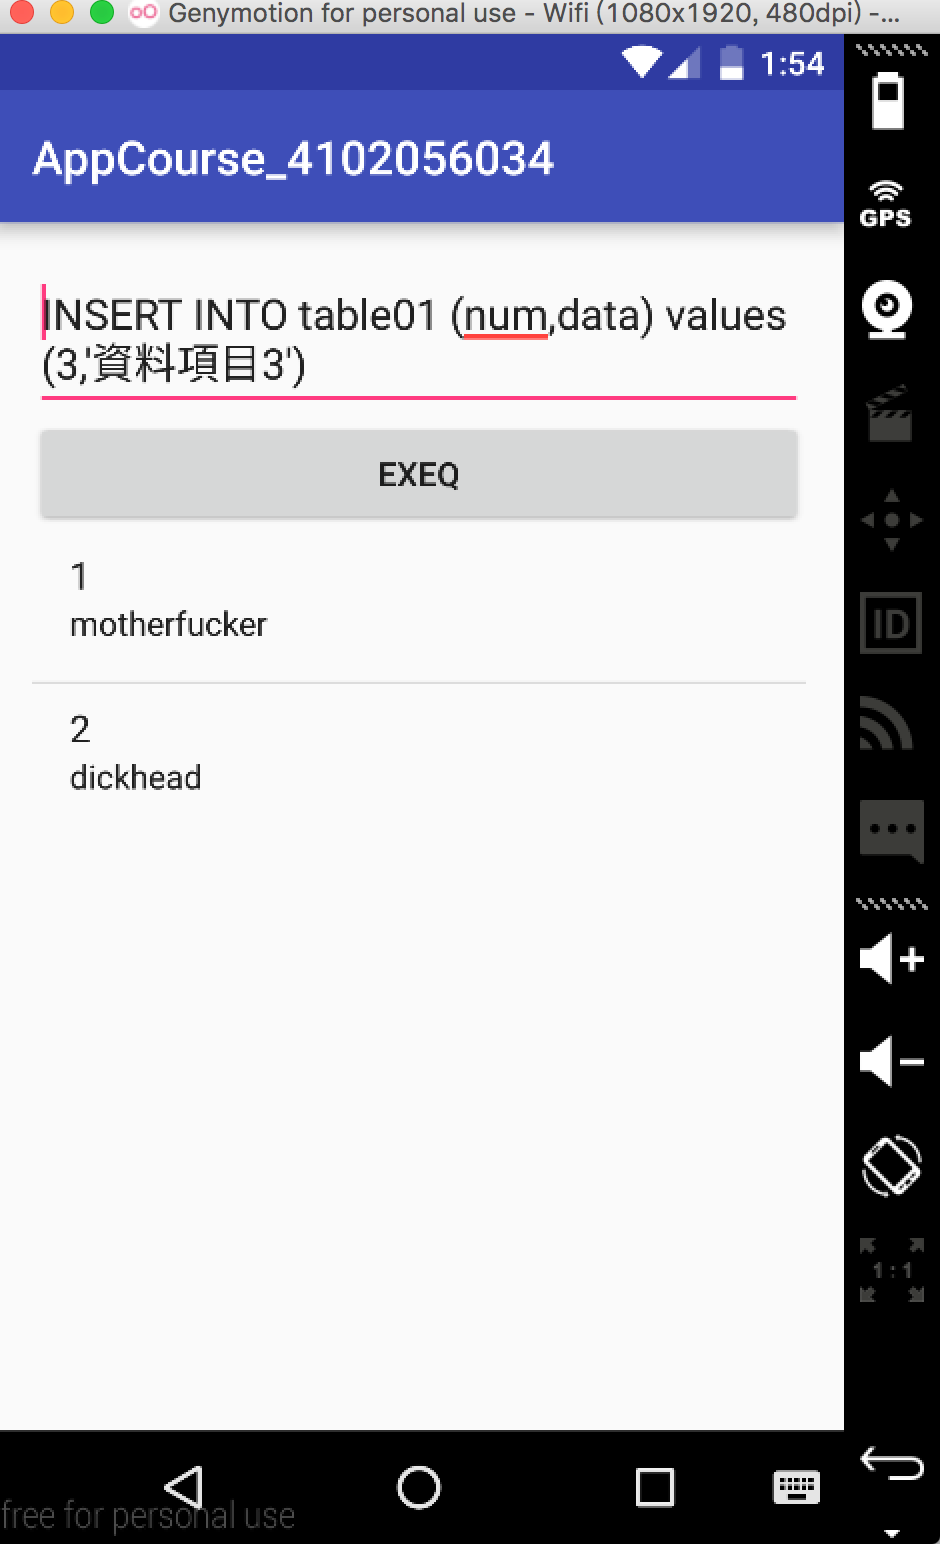 Genymotion for personal use - Wifi (1080x1920, 480dpi) -...
1:54
AppCourse_4102056034
GPS
INSERT INTO table01 (num,data) values
(3,'資料項目3')
EXEQ
1
motherfucker
ID
2
dickhead
1:1
free for personal use